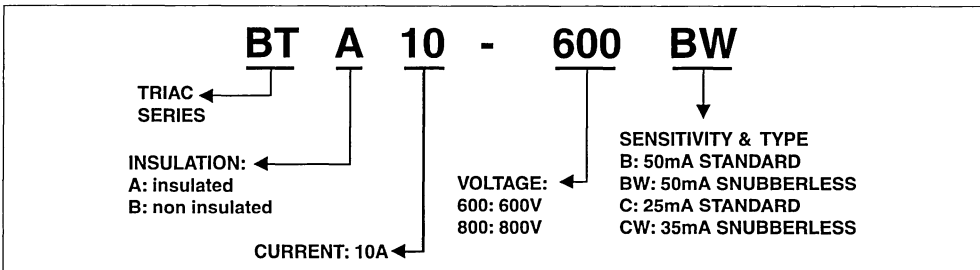 BT A 10 - 600 BW
TRIAC
SERIES
INSULATION:
A: insulated
B: non insulated
CURRENT: 10A
VOLTAGE:
600: 600V
800: 800V
SENSITIVITY & TYPE
B: 50mA STANDARD
BW: 50mA SNUBBERLESS
C: 25mA STANDARD
CW: 35mA SNUBBERLESS